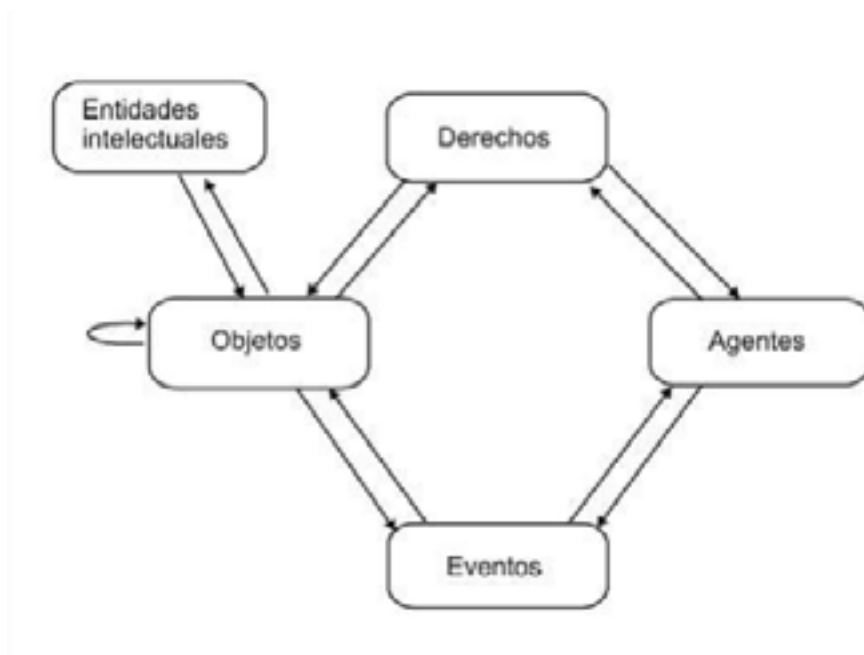 Entidades
intelectuales
Derechos
Objetos
Agentes
Eventos